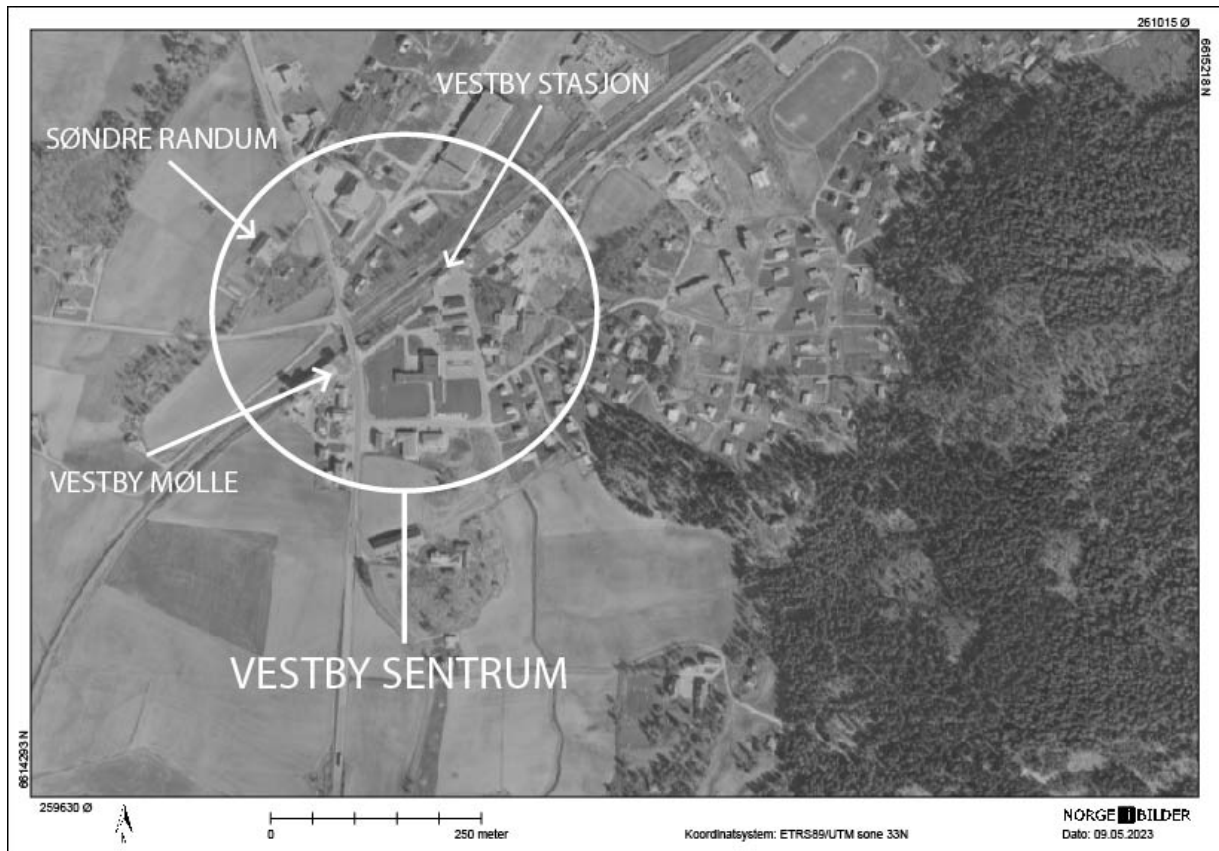 261015 Ø
6615218 N
VESTBY STASJON
SØNDRE RANDUM
VESTBY MØLLE
VESTBY SENTRUM
6614293 N
259630 Ø
0
250 meter
Koordinatsystem: ETRS89/UTM sone 33N
NORGE i BILDER
Dato: 09.05.2023